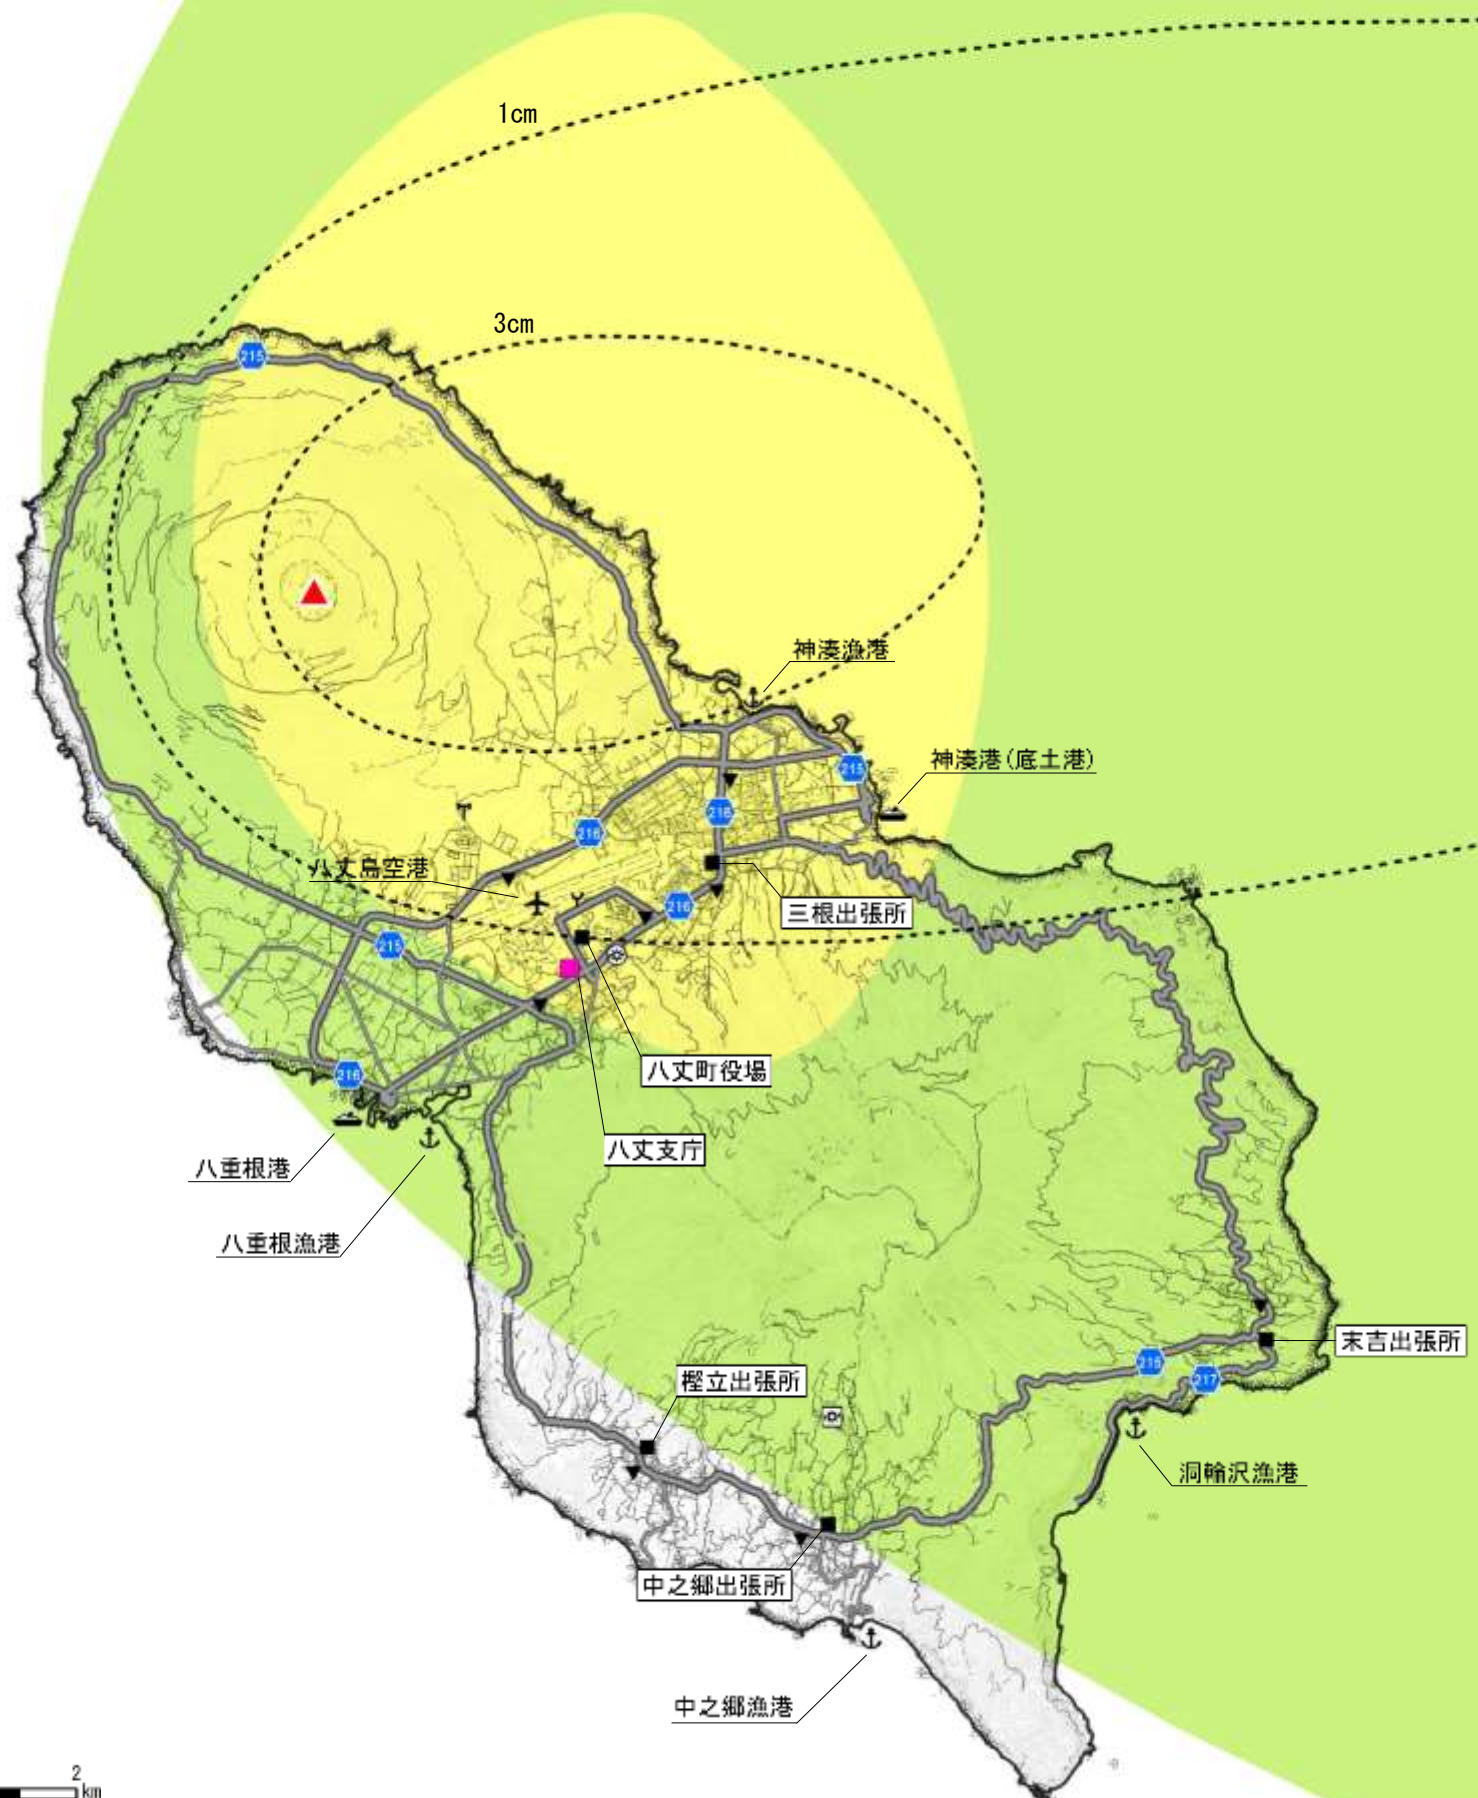 1cm
3cm
215
神湊漁港
神湊港(底土港)
215
216
216
八丈島空港
三根出張所
216
215
八丈町役場
216
八丈支庁
八重根港
八重根漁港
末吉出張所
215
217
樫立出張所
洞輪沢漁港
中之郷出張所
中之郷漁港
2
km